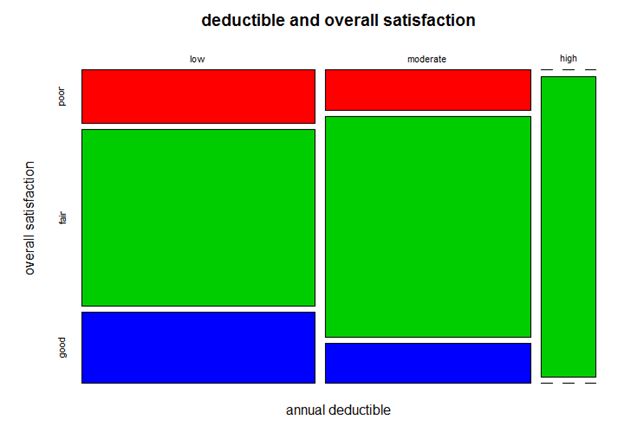 deductible and overall satisfaction
low moderate high
poor
fair
good
overall satisfaction
annual deductible